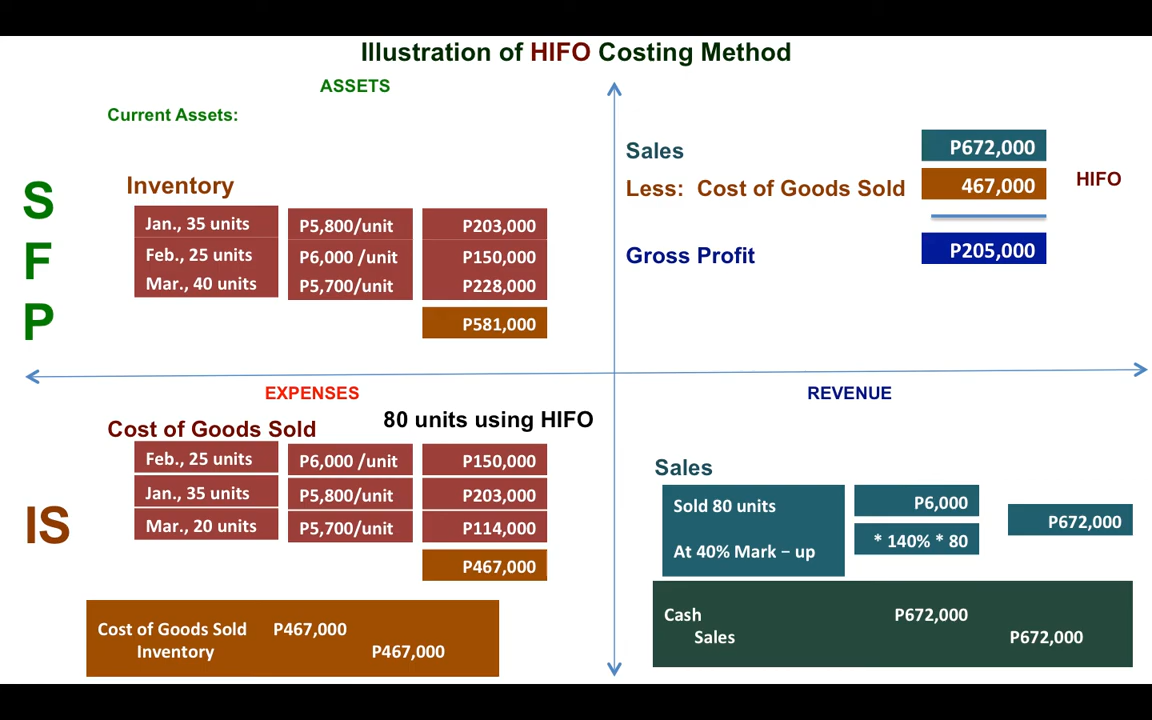 Illustration of HIFO Costing Method
ASSETS
Current Assets:
S
F
P
Inventory
Jan., 35 units P5,800/unit P203,000
Feb., 25 units P6,000 /unit P150,000
Mar., 40 units P5,700/unit P228,000
P581,000
Sales P672,000
Less: Cost of Goods Sold 467,000 HIFO
Gross Profit P205,000
EXPENSES
80 units using HIFO
Cost of Goods Sold
IS
Feb., 25 units P6,000 /unit P150,000
Jan., 35 units P5,800/unit P203,000
Mar., 20 units P5,700/unit P114,000
P467,000
Cost of Goods Sold P467,000
Inventory P467,000
REVENUE
Sales
Sold 80 units P6,000 P672,000
At 40% Mark – up * 140% * 80
Cash P672,000
Sales P672,000